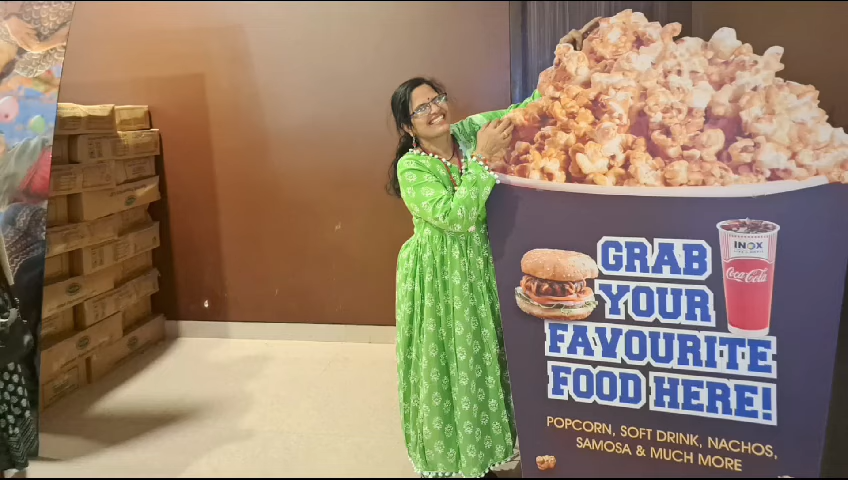 INOX
Coca-Cola
GRAB
YOUR
FAVOURITE
FOOD HERE!
POPCORN, SOFT DRINK, NACHOS,
SAMOSA & MUCH MORE